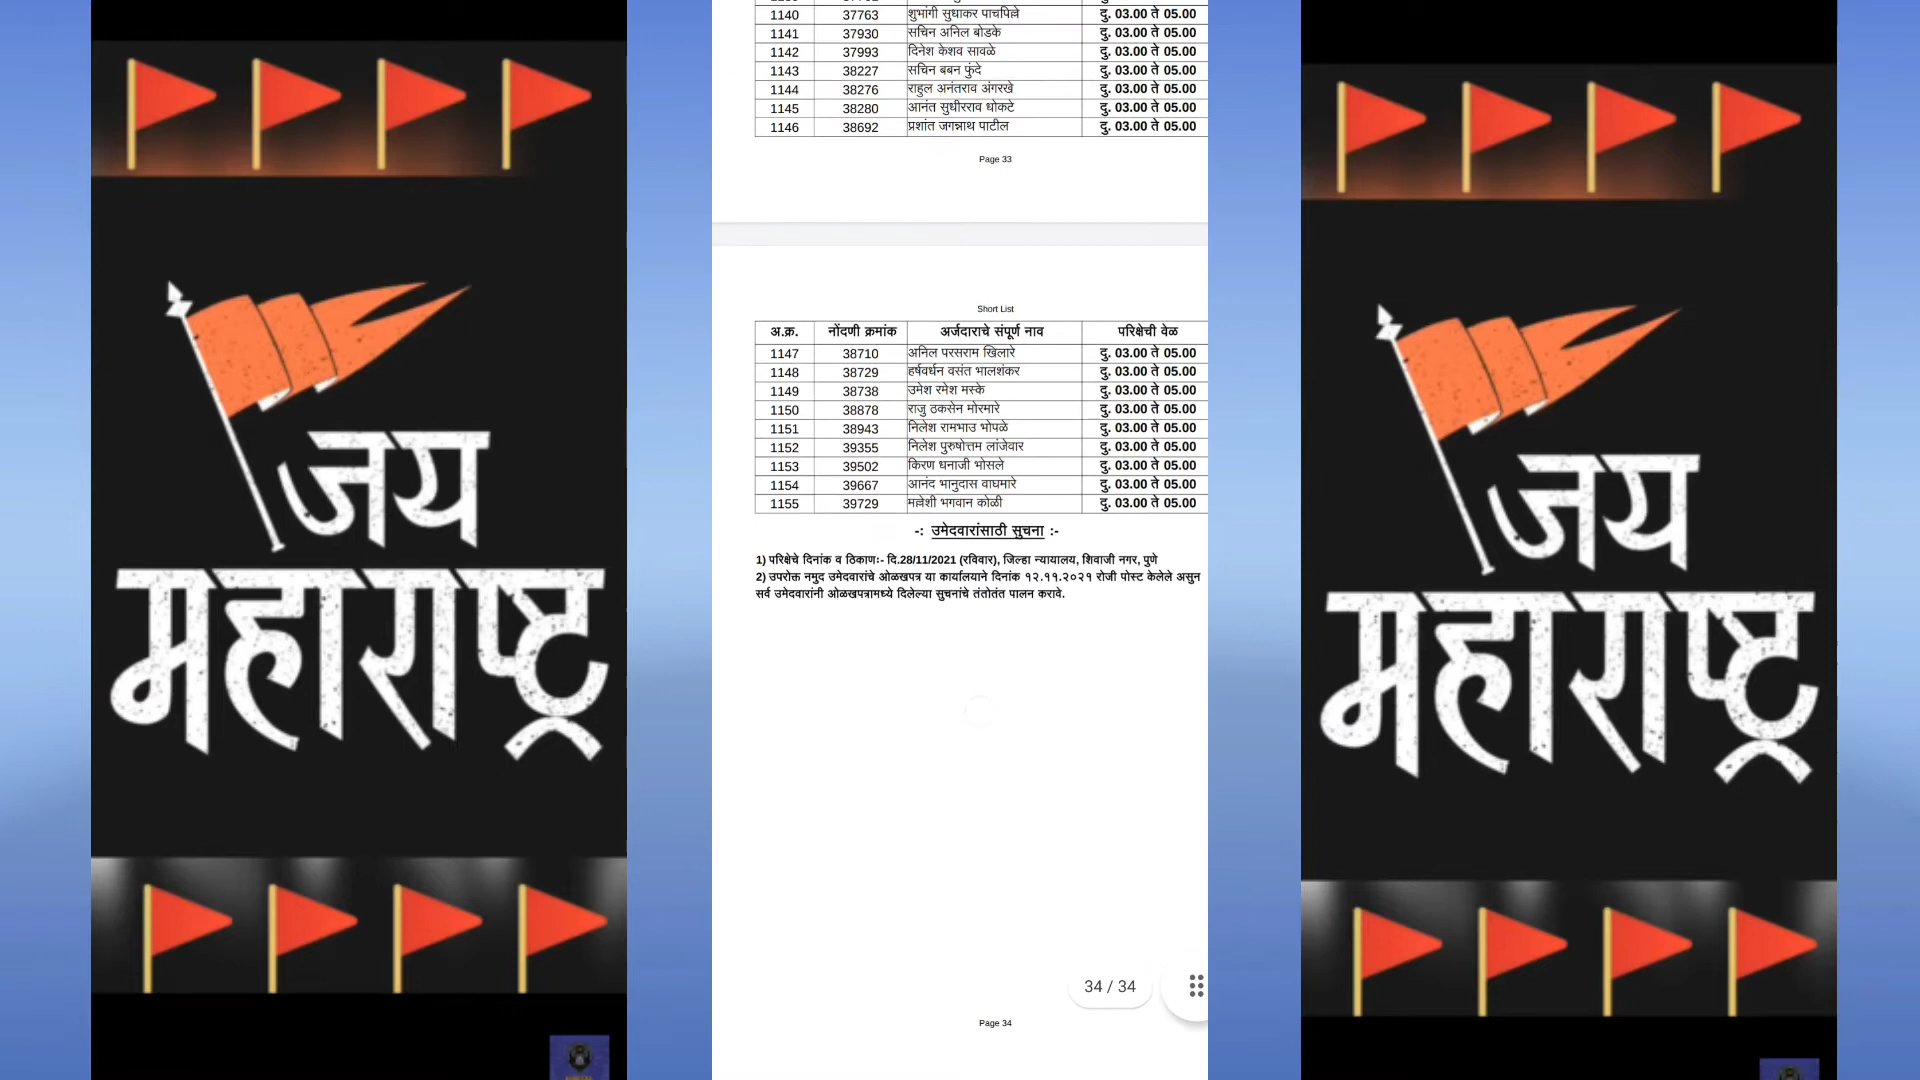 जय
महाराष्ट्र
1140 37763 शुभांगी सुधाकर पाचपिल्ले दु. 03.00 ते 05.00
1141 37930 सचिन अनिल बोडके दु. 03.00 ते 05.00
1142 37993 दिनेश केशव सावळे दु. 03.00 ते 05.00
1143 38227 सचिन बबन फुंदे दु. 03.00 ते 05.00
1144 38276 राहुल अनंतराव अंगरखे दु. 03.00 ते 05.00
1145 38280 आनंत सुधीरराव धोकटे दु. 03.00 ते 05.00
1146 38692 प्रशांत जगन्नाथ पाटील दु. 03.00 ते 05.00
Page 33
Short List
अ.क्र. नोंदणी क्रमांक अर्जदाराचे संपूर्ण नाव परिक्षेची वेळ
1147 38710 अनिल परसराम खिलारे दु. 03.00 ते 05.00
1148 38729 हर्षवर्धन वसंत भालशंकर दु. 03.00 ते 05.00
1149 38738 उमेश रमेश मस्के दु. 03.00 ते 05.00
1150 38878 राजु ठकसेन मोरमारे दु. 03.00 ते 05.00
1151 38943 निलेश रामभाउ भोपळे दु. 03.00 ते 05.00
1152 39355 निलेश पुरुषोत्तम लांजेवार दु. 03.00 ते 05.00
1153 39502 किरण धनाजी भोसले दु. 03.00 ते 05.00
1154 39667 आनंद भानुदास वाघमारे दु. 03.00 ते 05.00
1155 39729 मल्लेशी भगवान कोळी दु. 03.00 ते 05.00
-: उमेदवारांसाठी सुचना :-
1) परिक्षेचे दिनांक व ठिकाणः- दि.28/11/2021 (रविवार), जिल्हा न्यायालय, शिवाजी नगर, पुणे
2) उपरोक्त नमुद उमेदवारांचे ओळखपत्र या कार्यालयाने दिनांक १२.११.२०२१ रोजी पोस्ट केलेले असुन
सर्व उमेदवारांनी ओळखपत्रामध्ये दिलेल्या सुचनांचे तंतोतंत पालन करावे.
34 / 34
Page 34
जय
महाराष्ट्र